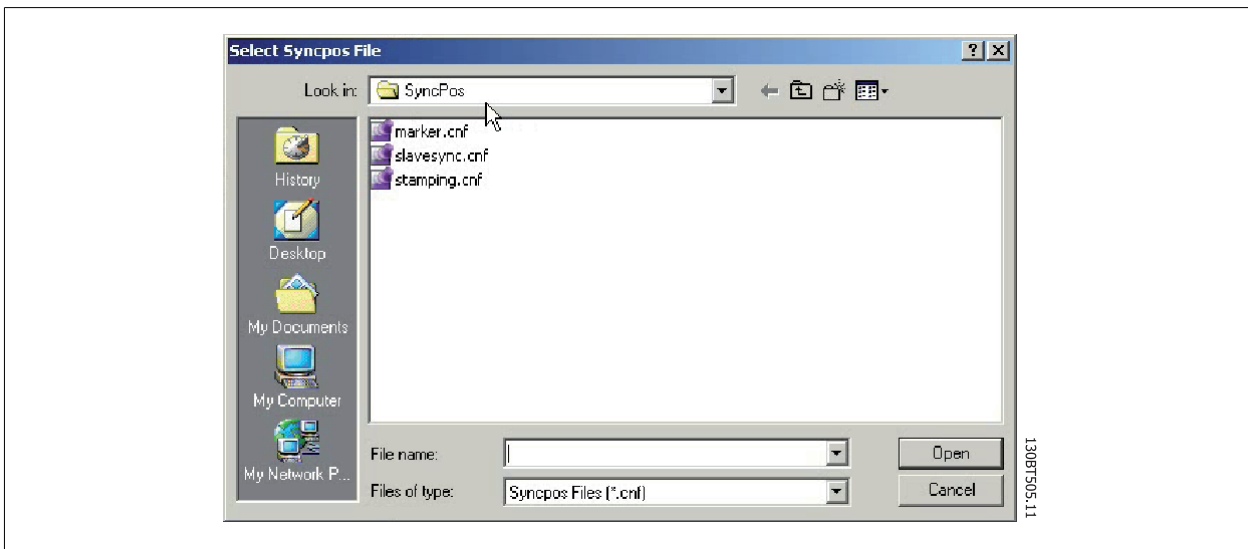 Select Syncpos File
Look in: SyncPos
marker.cnf
slavesync.cnf
stamping.cnf
History
Desktop
My Documents
My Computer
My Network P...
File name:
Open
Files of type: Syncpos Files (*.cnf)
Cancel
130BT505.11